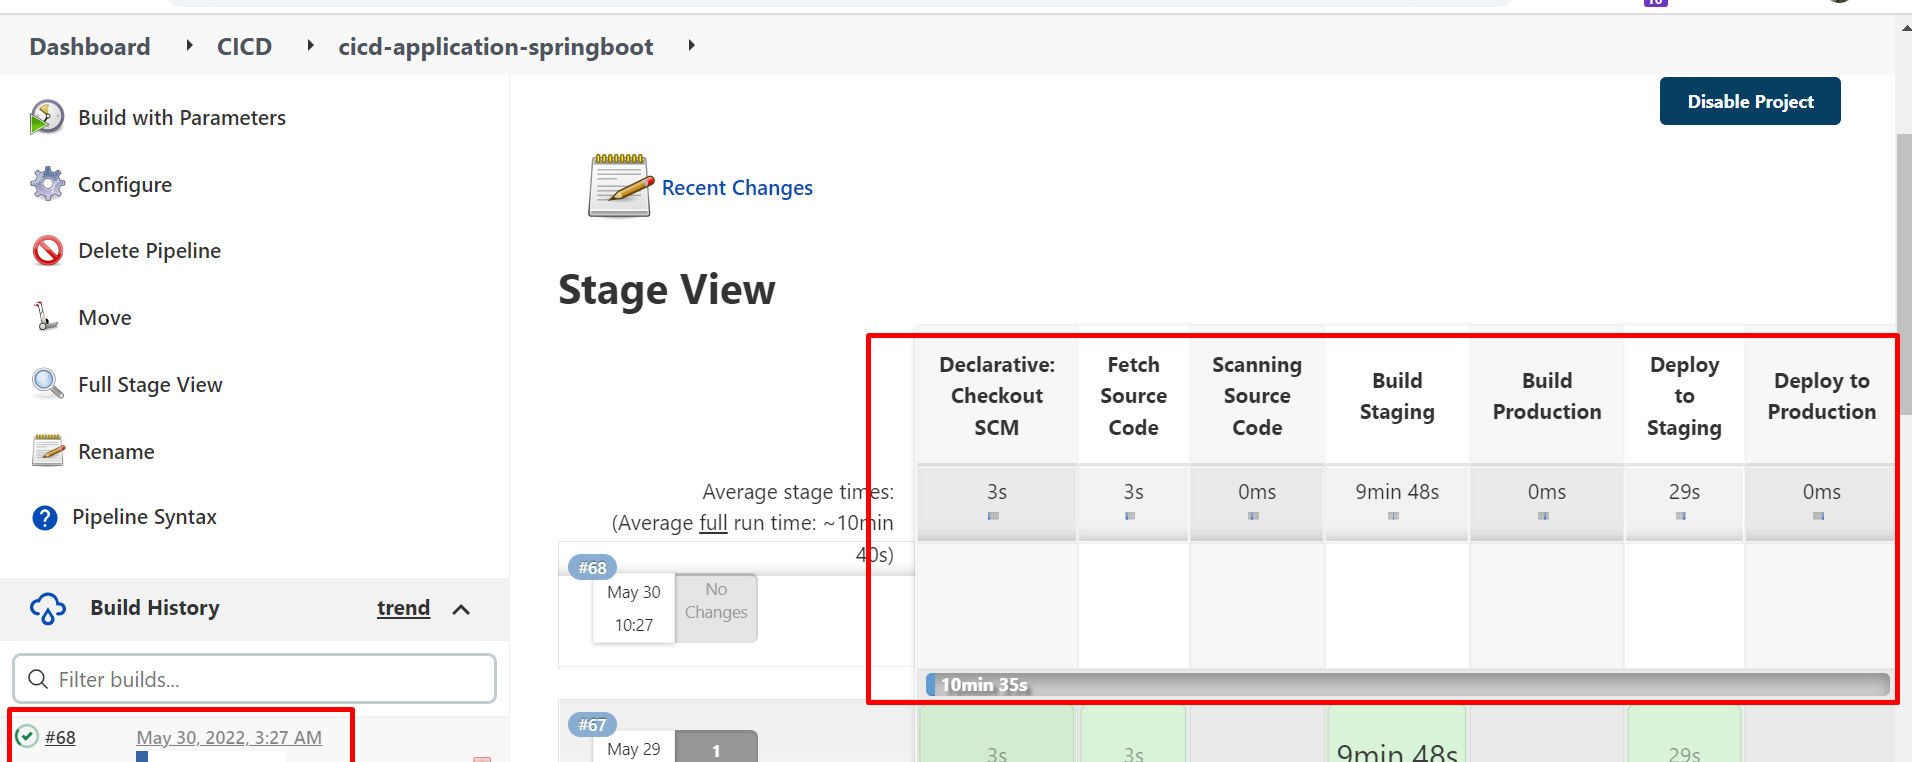 10
Dashboard
CICD
cicd-application-springboot
Build with Parameters
Configure
Delete Pipeline
Move
Full Stage View
Rename
Pipeline Syntax
Build History
trend
Filter builds...
#68
May 30, 2022, 3:27 AM
Disable Project
Recent Changes
Stage View
Declarative:
Checkout
SCM
Fetch
Source
Code
Scanning
Source
Code
Build
Staging
Build
Production
Deploy
to
Staging
Deploy to
Production
Average stage times:
(Average full run time: ~10min
40s)
3s
3s
0ms
9min 48s
0ms
29s
0ms
#68
May 30
10:27
No
Changes
10min 35s
#67
May 29
1
3s
3s
9min 48s
29s